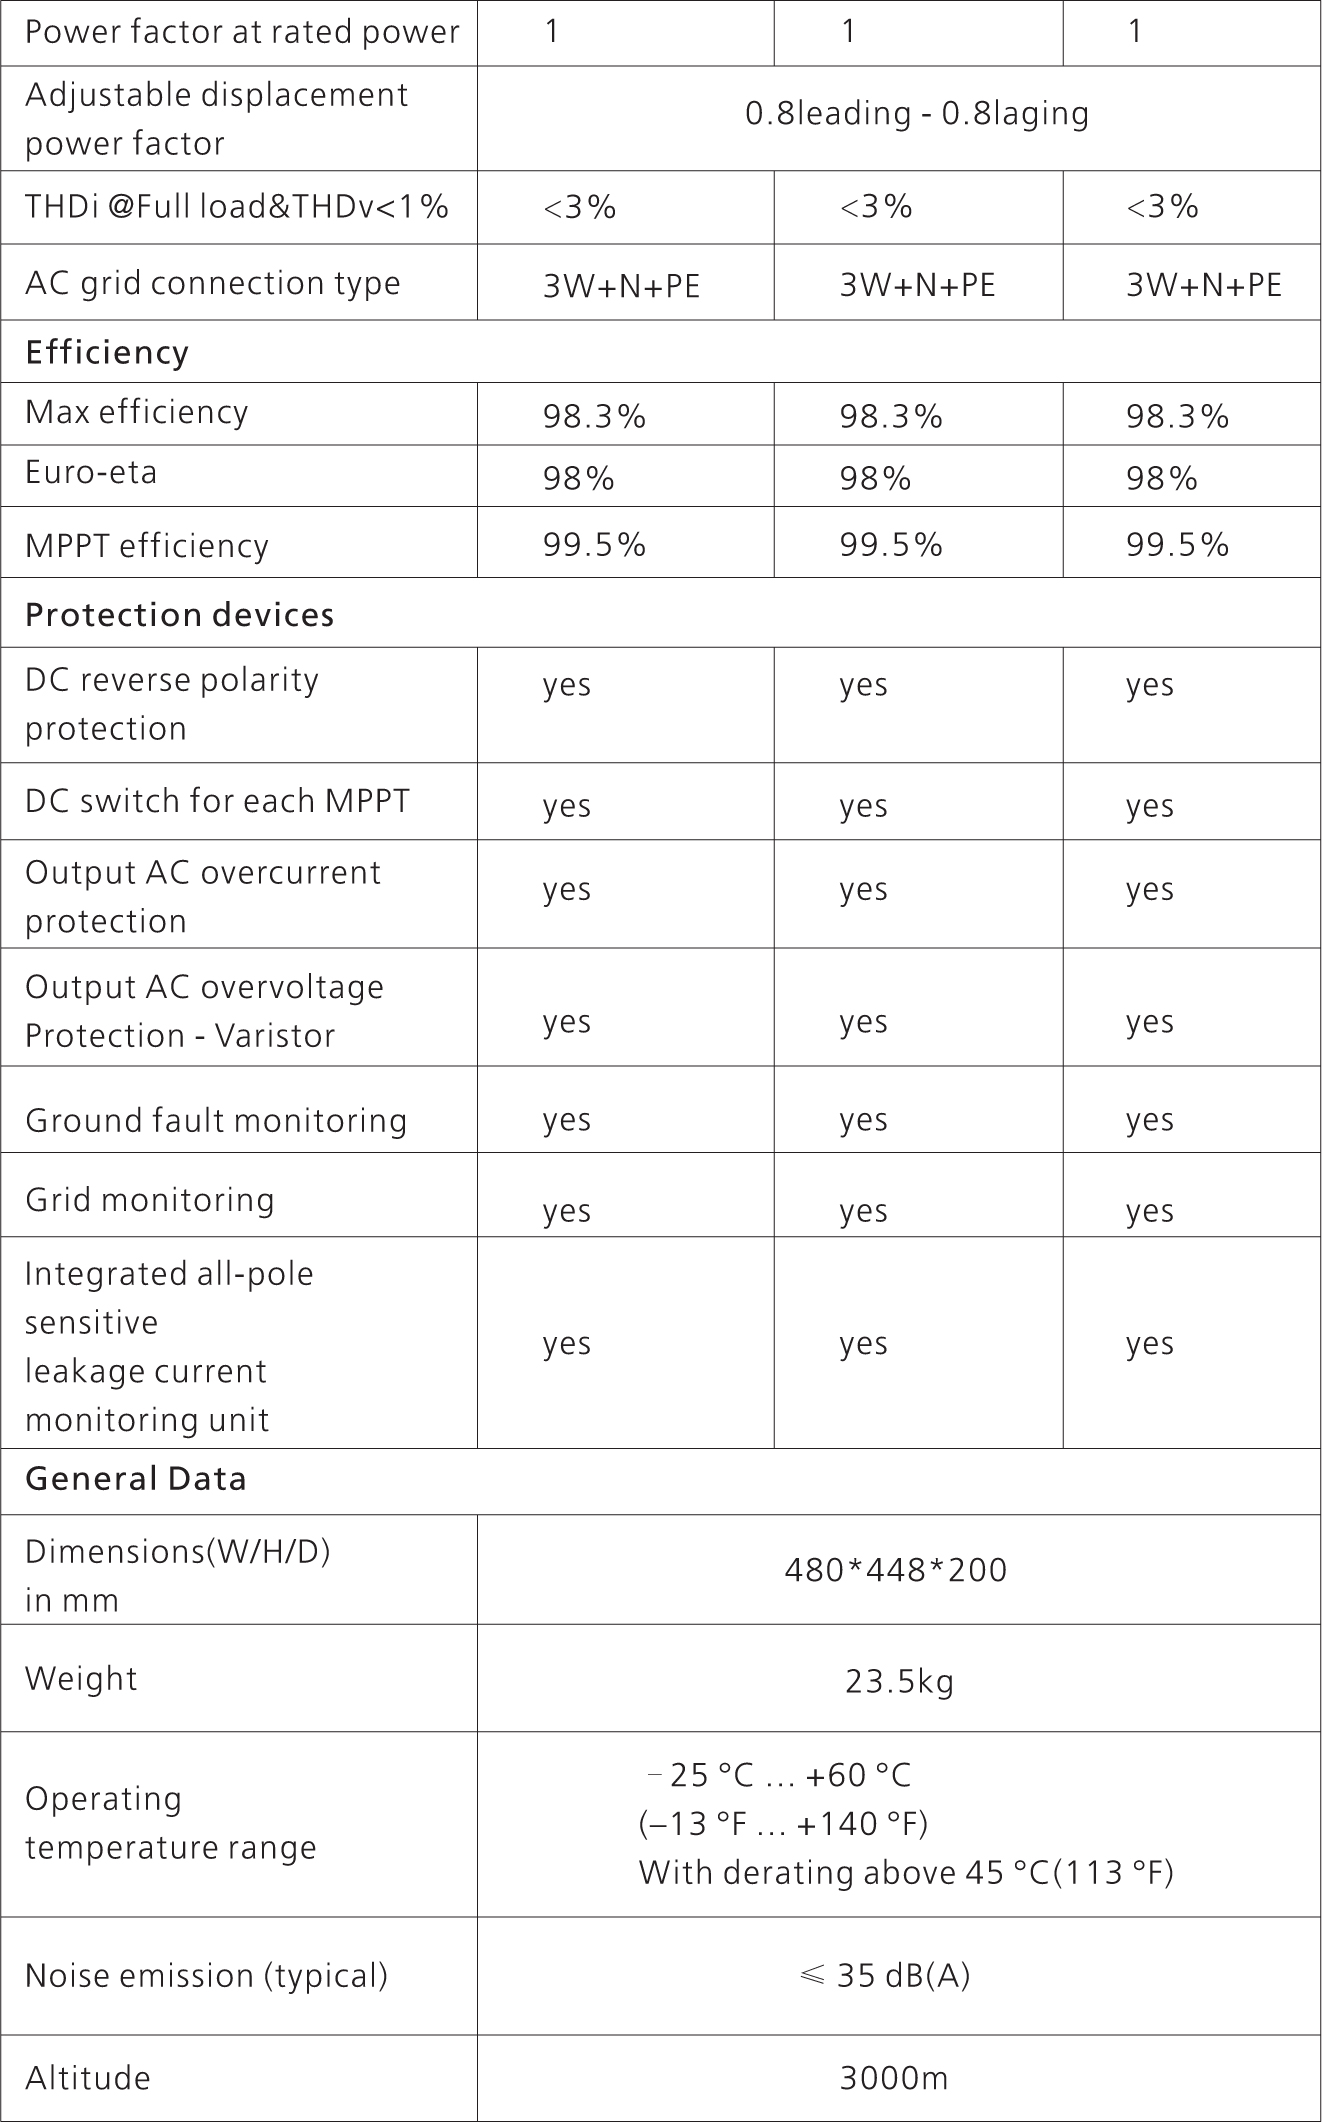 Power factor at rated power 1 1 1
Adjustable displacement
power factor
0.8leading - 0.8laging
THDi @Full load&THDv<1% <3% <3% <3%
AC grid connection type 3W+N+PE 3W+N+PE 3W+N+PE
Efficiency
Max efficiency 98.3% 98.3% 98.3%
Euro-eta 98% 98% 98%
MPPT efficiency 99.5% 99.5% 99.5%
Protection devices
DC reverse polarity
protection
yes yes yes
DC switch for each MPPT yes yes yes
Output AC overcurrent
protection
yes yes yes
Output AC overvoltage
Protection - Varistor
yes yes yes
Ground fault monitoring yes yes yes
Grid monitoring yes yes yes
Integrated all-pole
sensitive
leakage current
monitoring unit
yes yes yes
General Data
Dimensions(W/H/D)
in mm
480*448*200
Weight 23.5kg
Operating
temperature range
–25 °C ... +60 °C
(–13 °F ... +140 °F)
With derating above 45 °C(113 °F)
Noise emission (typical) ⩽ 35 dB(A)
Altitude 3000m